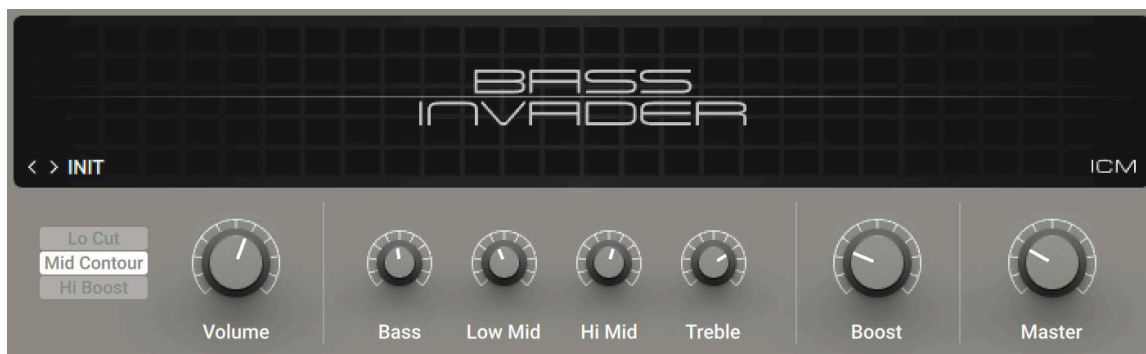 BASS
INVADER
< > INIT
ICM
Lo Cut
Mid Contour
Hi Boost
Volume
Bass
Low Mid
Hi Mid
Treble
Boost
Master